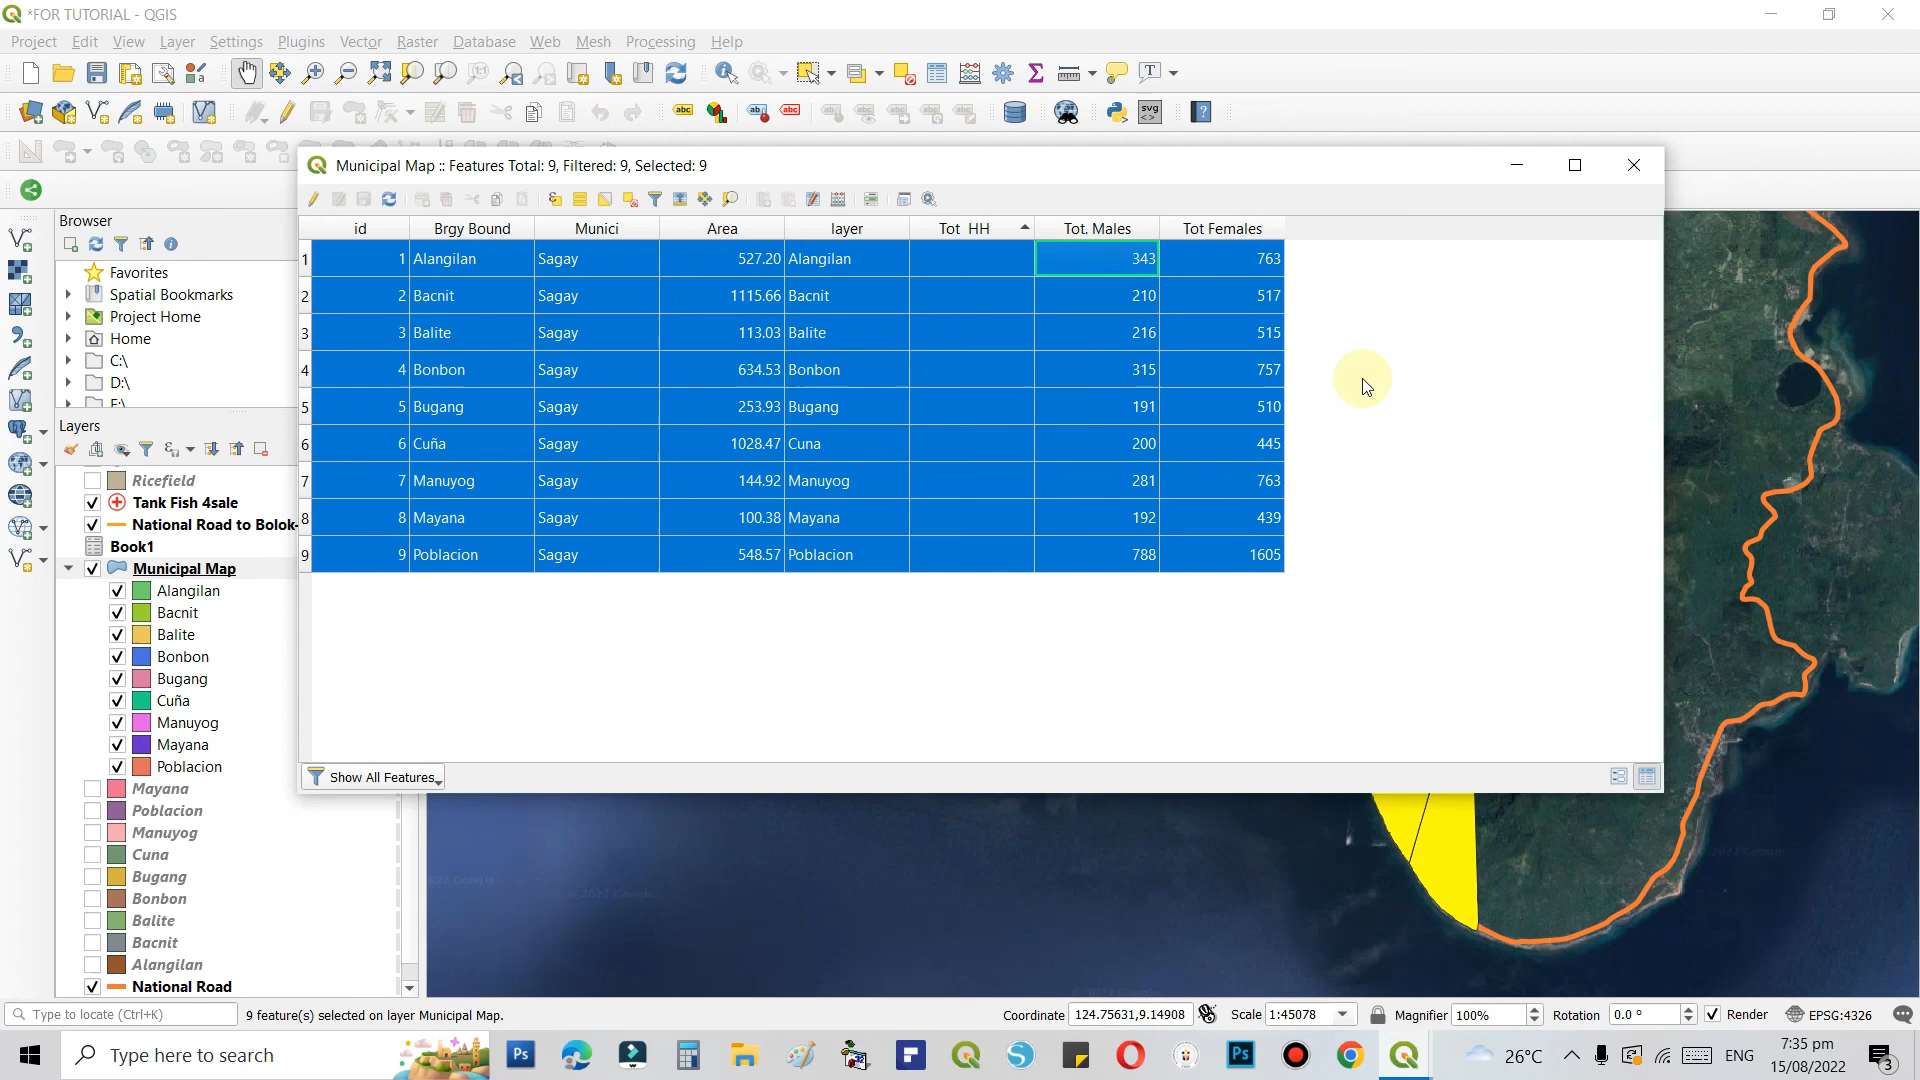 *FOR TUTORIAL - QGIS
Project Edit View Layer Settings Plugins Vector Raster Database Web Mesh Processing Help
Municipal Map :: Features Total: 9, Filtered: 9, Selected: 9
Browser
Favorites
Spatial Bookmarks
Project Home
Home
C:\
D:\
Layers
Ricefield
Tank Fish 4sale
National Road to Bolok-
Book1
Municipal Map
Alangilan
Bacnit
Balite
Bonbon
Bugang
Cuña
Manuyog
Mayana
Poblacion
Mayana
Poblacion
Manuyog
Cuna
Bugang
Bonbon
Balite
Bacnit
Alangilan
National Road
id Brgy Bound Munici Area layer Tot HH Tot. Males Tot Females
1 1 Alangilan Sagay 527.20 Alangilan 343 763
2 2 Bacnit Sagay 1115.66 Bacnit 210 517
3 3 Balite Sagay 113.03 Balite 216 515
4 4 Bonbon Sagay 634.53 Bonbon 315 757
5 5 Bugang Sagay 253.93 Bugang 191 510
6 6 Cuña Sagay 1028.47 Cuna 200 445
7 7 Manuyog Sagay 144.92 Manuyog 281 763
8 8 Mayana Sagay 100.38 Mayana 192 439
9 9 Poblacion Sagay 548.57 Poblacion 788 1605
Show All Features
Type to locate (Ctrl+K) 9 feature(s) selected on layer Municipal Map. Coordinate 124.75631,9.14908 Scale 1:45078 Magnifier 100% Rotation 0.0 ° Render EPSG:4326
Type here to search 26°C ENG 7:35 pm
15/08/2022 3